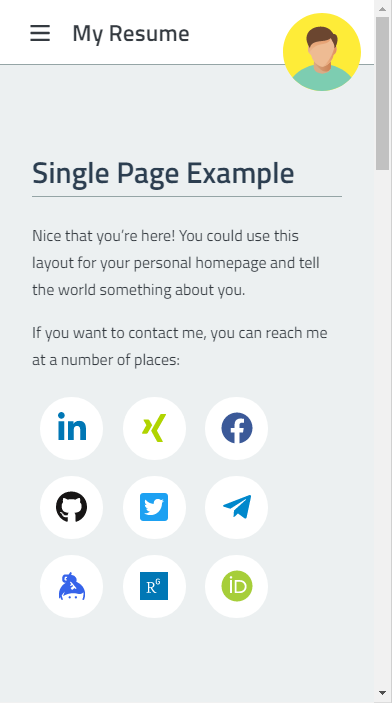 My Resume
Single Page Example
Nice that you're here! You could use this
layout for your personal homepage and tell
the world something about you.
If you want to contact me, you can reach me
at a number of places:
in
RG
iD